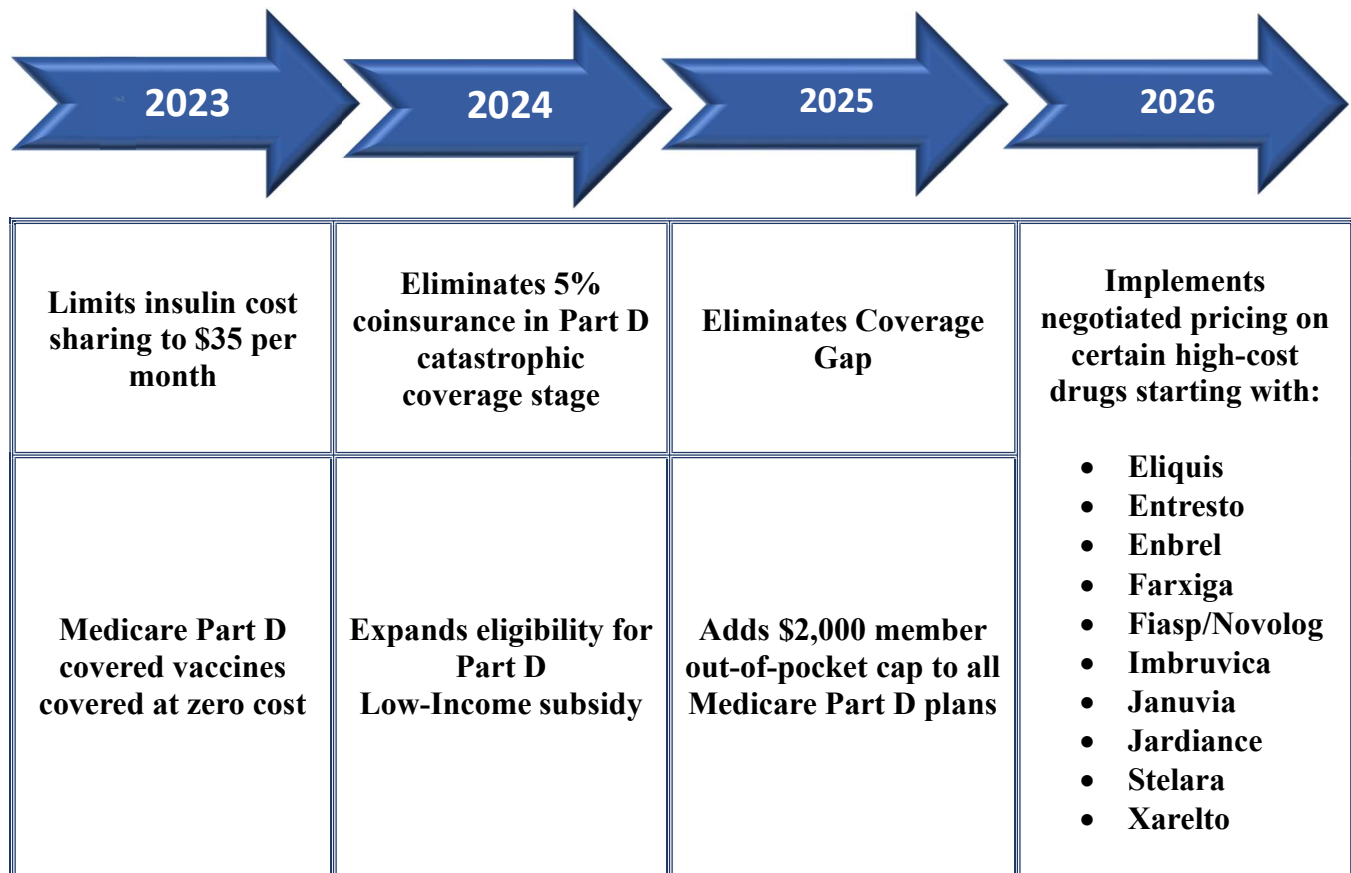 2023
2024
2025
2026
Limits insulin cost
sharing to $35 per
month
Eliminates 5%
coinsurance in Part D
catastrophic
coverage stage
Eliminates Coverage
Gap
Implements
negotiated pricing on
certain high-cost
drugs starting with:
• Eliquis
• Entresto
• Enbrel
• Farxiga
• Fiasp/Novolog
• Imbruvica
• Januvia
• Jardiance
• Stelara
• Xarelto
Medicare Part D
covered vaccines
covered at zero cost
Expands eligibility for
Part D
Low-Income subsidy
Adds $2,000 member
out-of-pocket cap to all
Medicare Part D plans